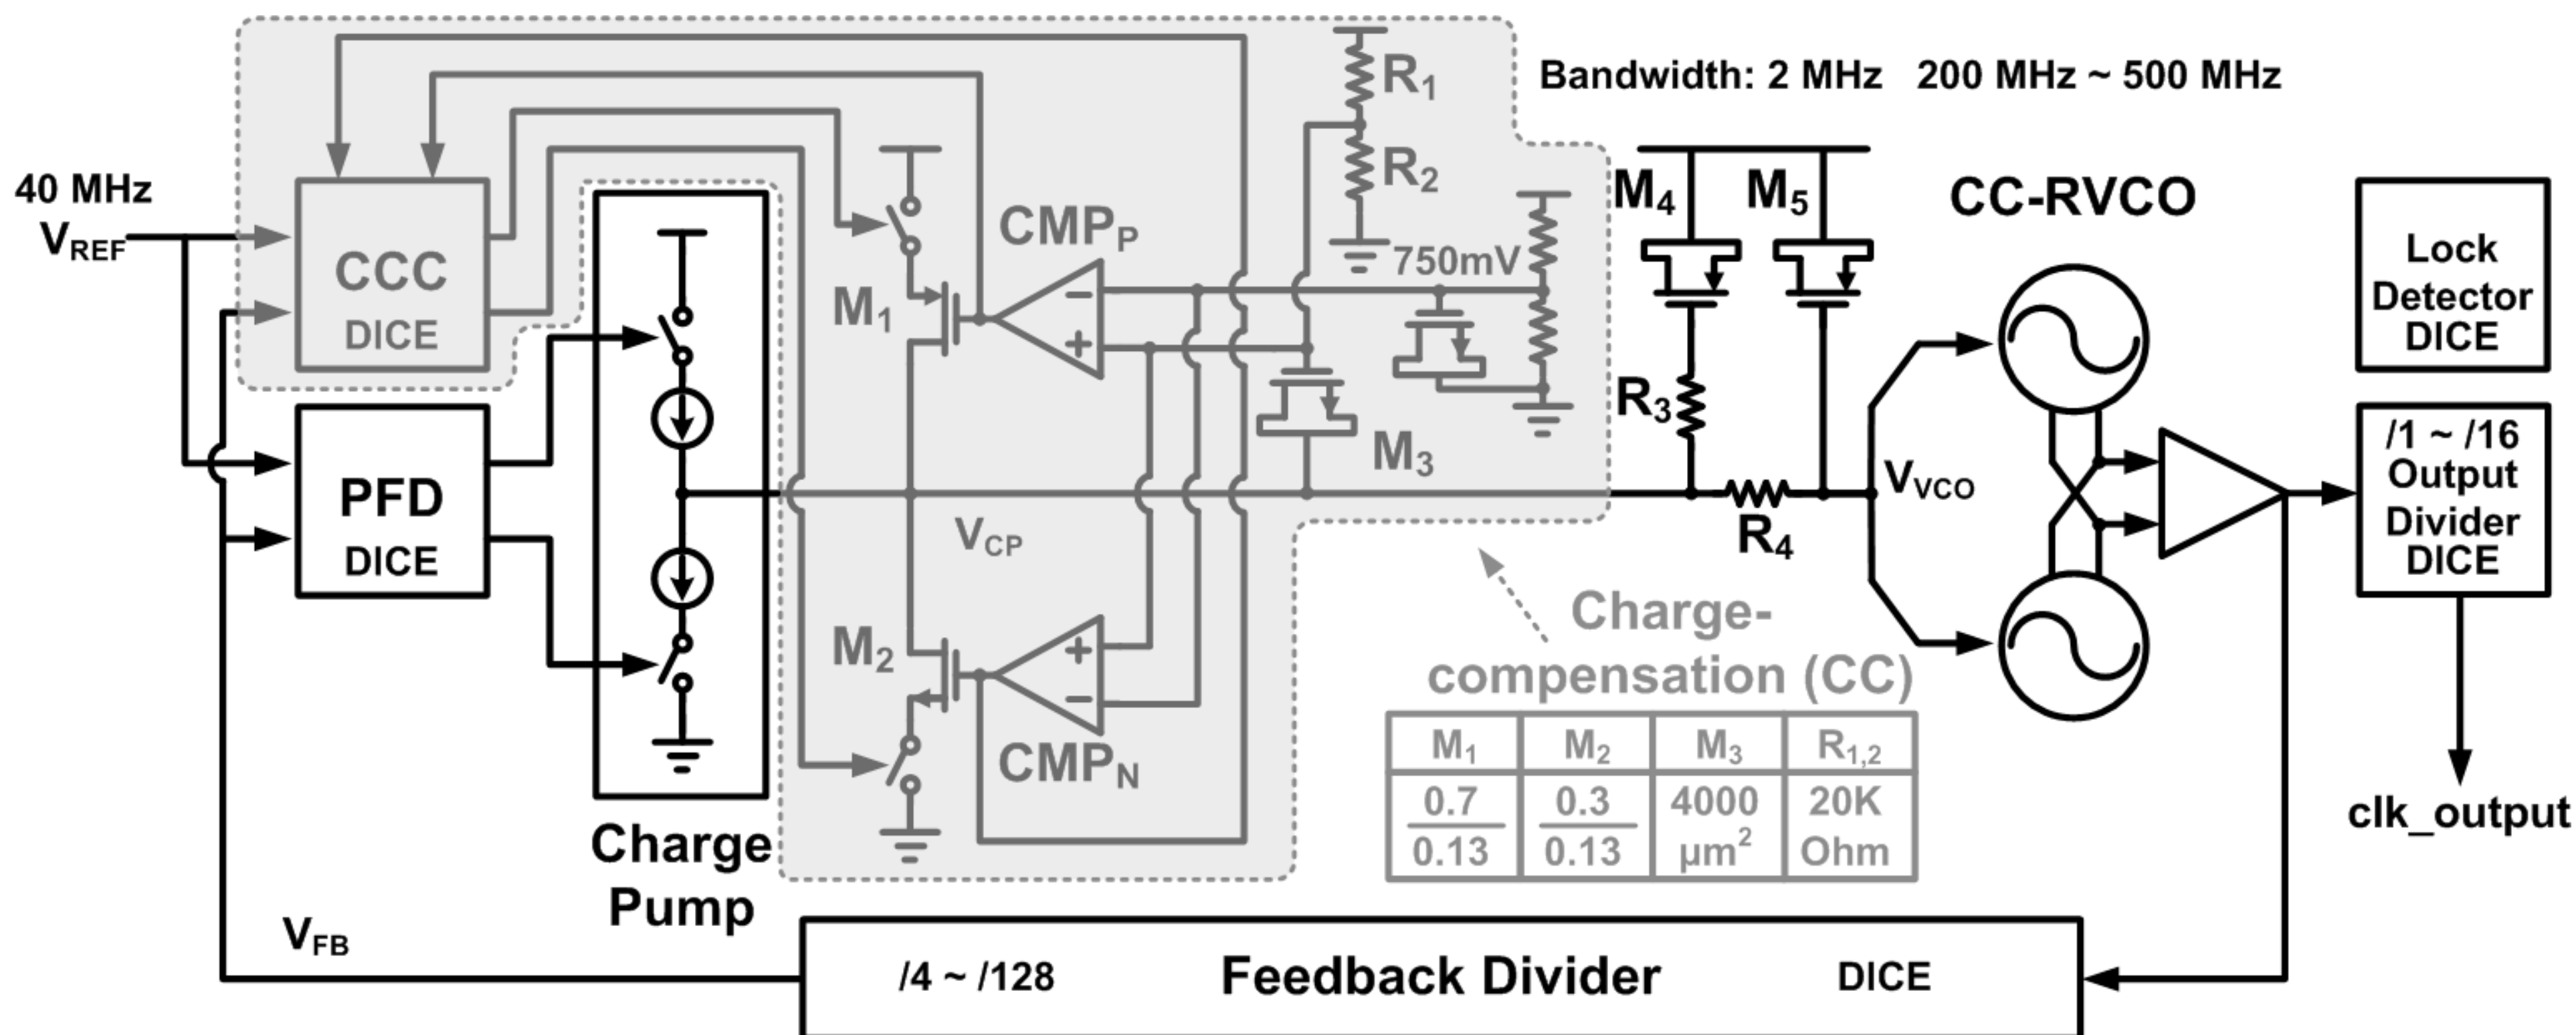 Bandwidth: 2 MHz 200 MHz ~ 500 MHz
40 MHz
VREF
CCC
DICE
PFD
DICE
Charge
Pump
M1
CMPP
R1
R2
750mV
M3
VCP
M2
CMPN
M4
M5
R3
R4
CC-RVCO
VVCO
Lock
Detector
DICE
/1 ~ /16
Output
Divider
DICE
clk_output
Charge-
compensation (CC)
M1 M2 M3 R1,2
0.7 0.3 4000 20K
0.13 0.13 µm2 Ohm
VFB
/4 ~ /128 Feedback Divider DICE